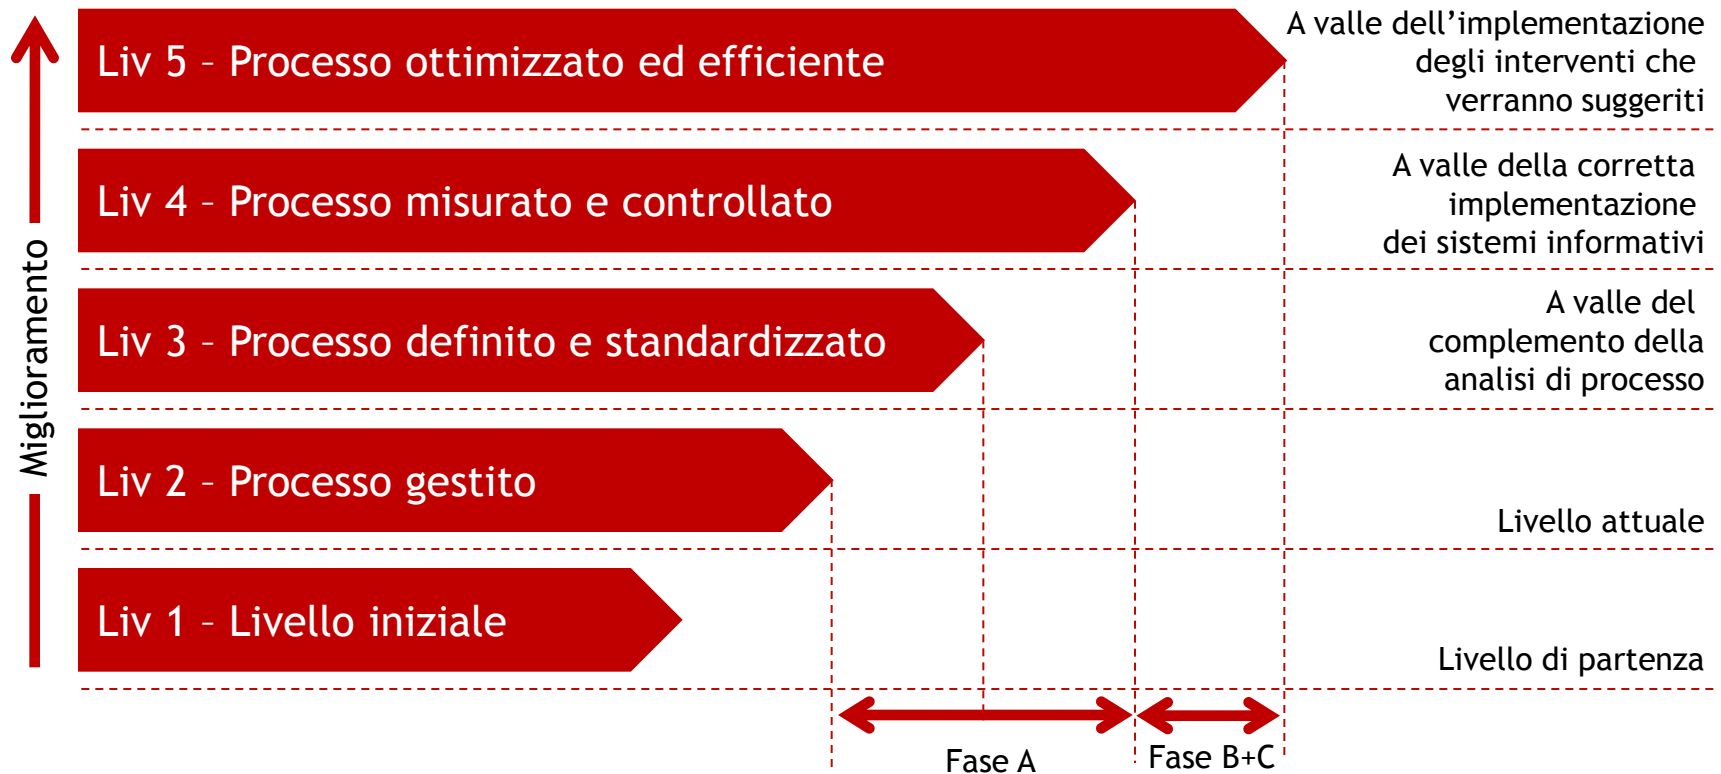 Miglioramento
Liv 5 – Processo ottimizzato ed efficiente
A valle dell’implementazione
degli interventi che
verranno suggeriti
Liv 4 – Processo misurato e controllato
A valle della corretta
implementazione
dei sistemi informativi
Liv 3 – Processo definito e standardizzato
A valle del
complemento della
analisi di processo
Liv 2 – Processo gestito
Livello attuale
Liv 1 – Livello iniziale
Livello di partenza
Fase A
Fase B+C